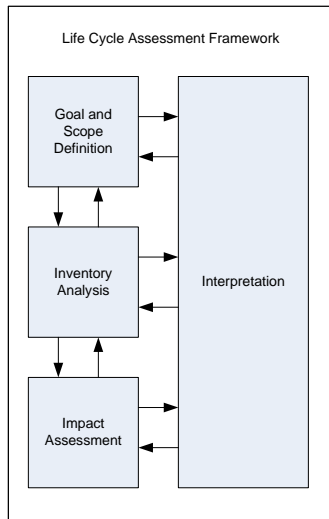 Life Cycle Assessment Framework
Goal and
Scope
Definition
Inventory
Analysis
Interpretation
Impact
Assessment